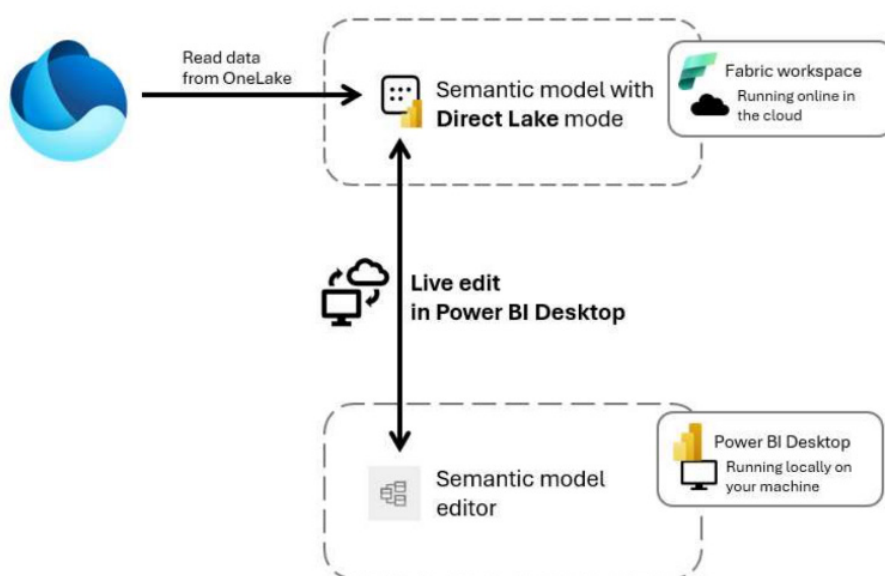 Read data
from OneLake
Semantic model with
Direct Lake mode
Fabric workspace
Running online in
the cloud
Live edit
in Power BI Desktop
Semantic model
editor
Power BI Desktop
Running locally on
your machine